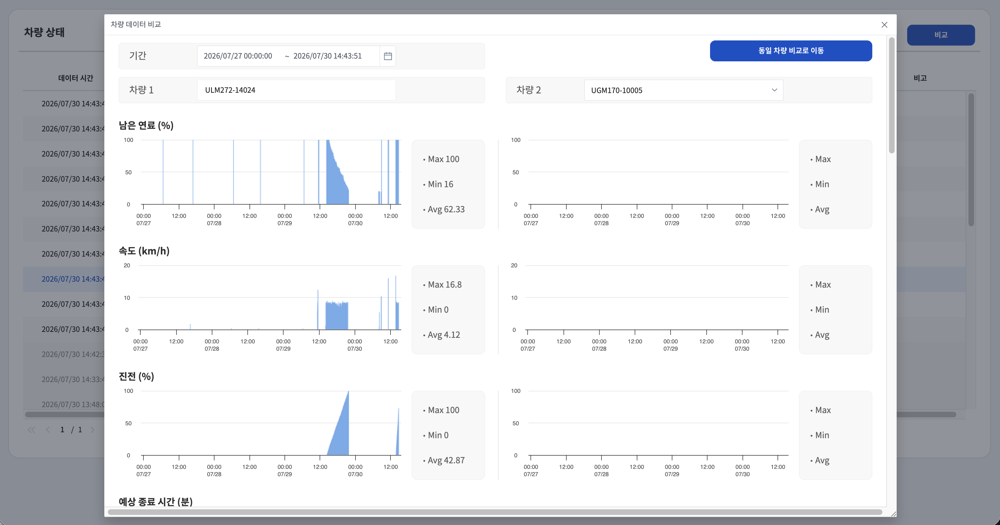 차량 상태
차량 데이터 비교
비교
기간
2026/07/27 00:00:00 ~ 2026/07/30 14:43:51
동일 차량 비교로 이동
데이터 시간
비고
차량 1
ULM272-14024
차량 2
UGM170-10005
2026/07/30 14:43:4
2026/07/30 14:43:4
2026/07/30 14:43:4
2026/07/30 14:43:4
2026/07/30 14:43:4
2026/07/30 14:43:4
2026/07/30 14:43:4
2026/07/30 14:43:4
2026/07/30 14:43:4
2026/07/30 14:43:4
2026/07/30 14:42:3
2026/07/30 14:33:4
2026/07/30 13:48:0
1 / 1
남은 연료 (%)
100
50
0
00:00 12:00 00:00 12:00 00:00 12:00 00:00 12:00
07/27 07/28 07/29 07/30
• Max 100
• Min 16
• Avg 62.33
100
50
0
00:00 12:00 00:00 12:00 00:00 12:00 00:00 12:00
07/27 07/28 07/29 07/30
• Max
• Min
• Avg
속도 (km/h)
20
10
0
00:00 12:00 00:00 12:00 00:00 12:00 00:00 12:00
07/27 07/28 07/29 07/30
• Max 16.8
• Min 0
• Avg 4.12
20
10
0
00:00 12:00 00:00 12:00 00:00 12:00 00:00 12:00
07/27 07/28 07/29 07/30
• Max
• Min
• Avg
진전 (%)
100
50
0
00:00 12:00 00:00 12:00 00:00 12:00 00:00 12:00
07/27 07/28 07/29 07/30
• Max 100
• Min 0
• Avg 42.87
100
50
0
00:00 12:00 00:00 12:00 00:00 12:00 00:00 12:00
07/27 07/28 07/29 07/30
• Max
• Min
• Avg
예상 종료 시간 (분)